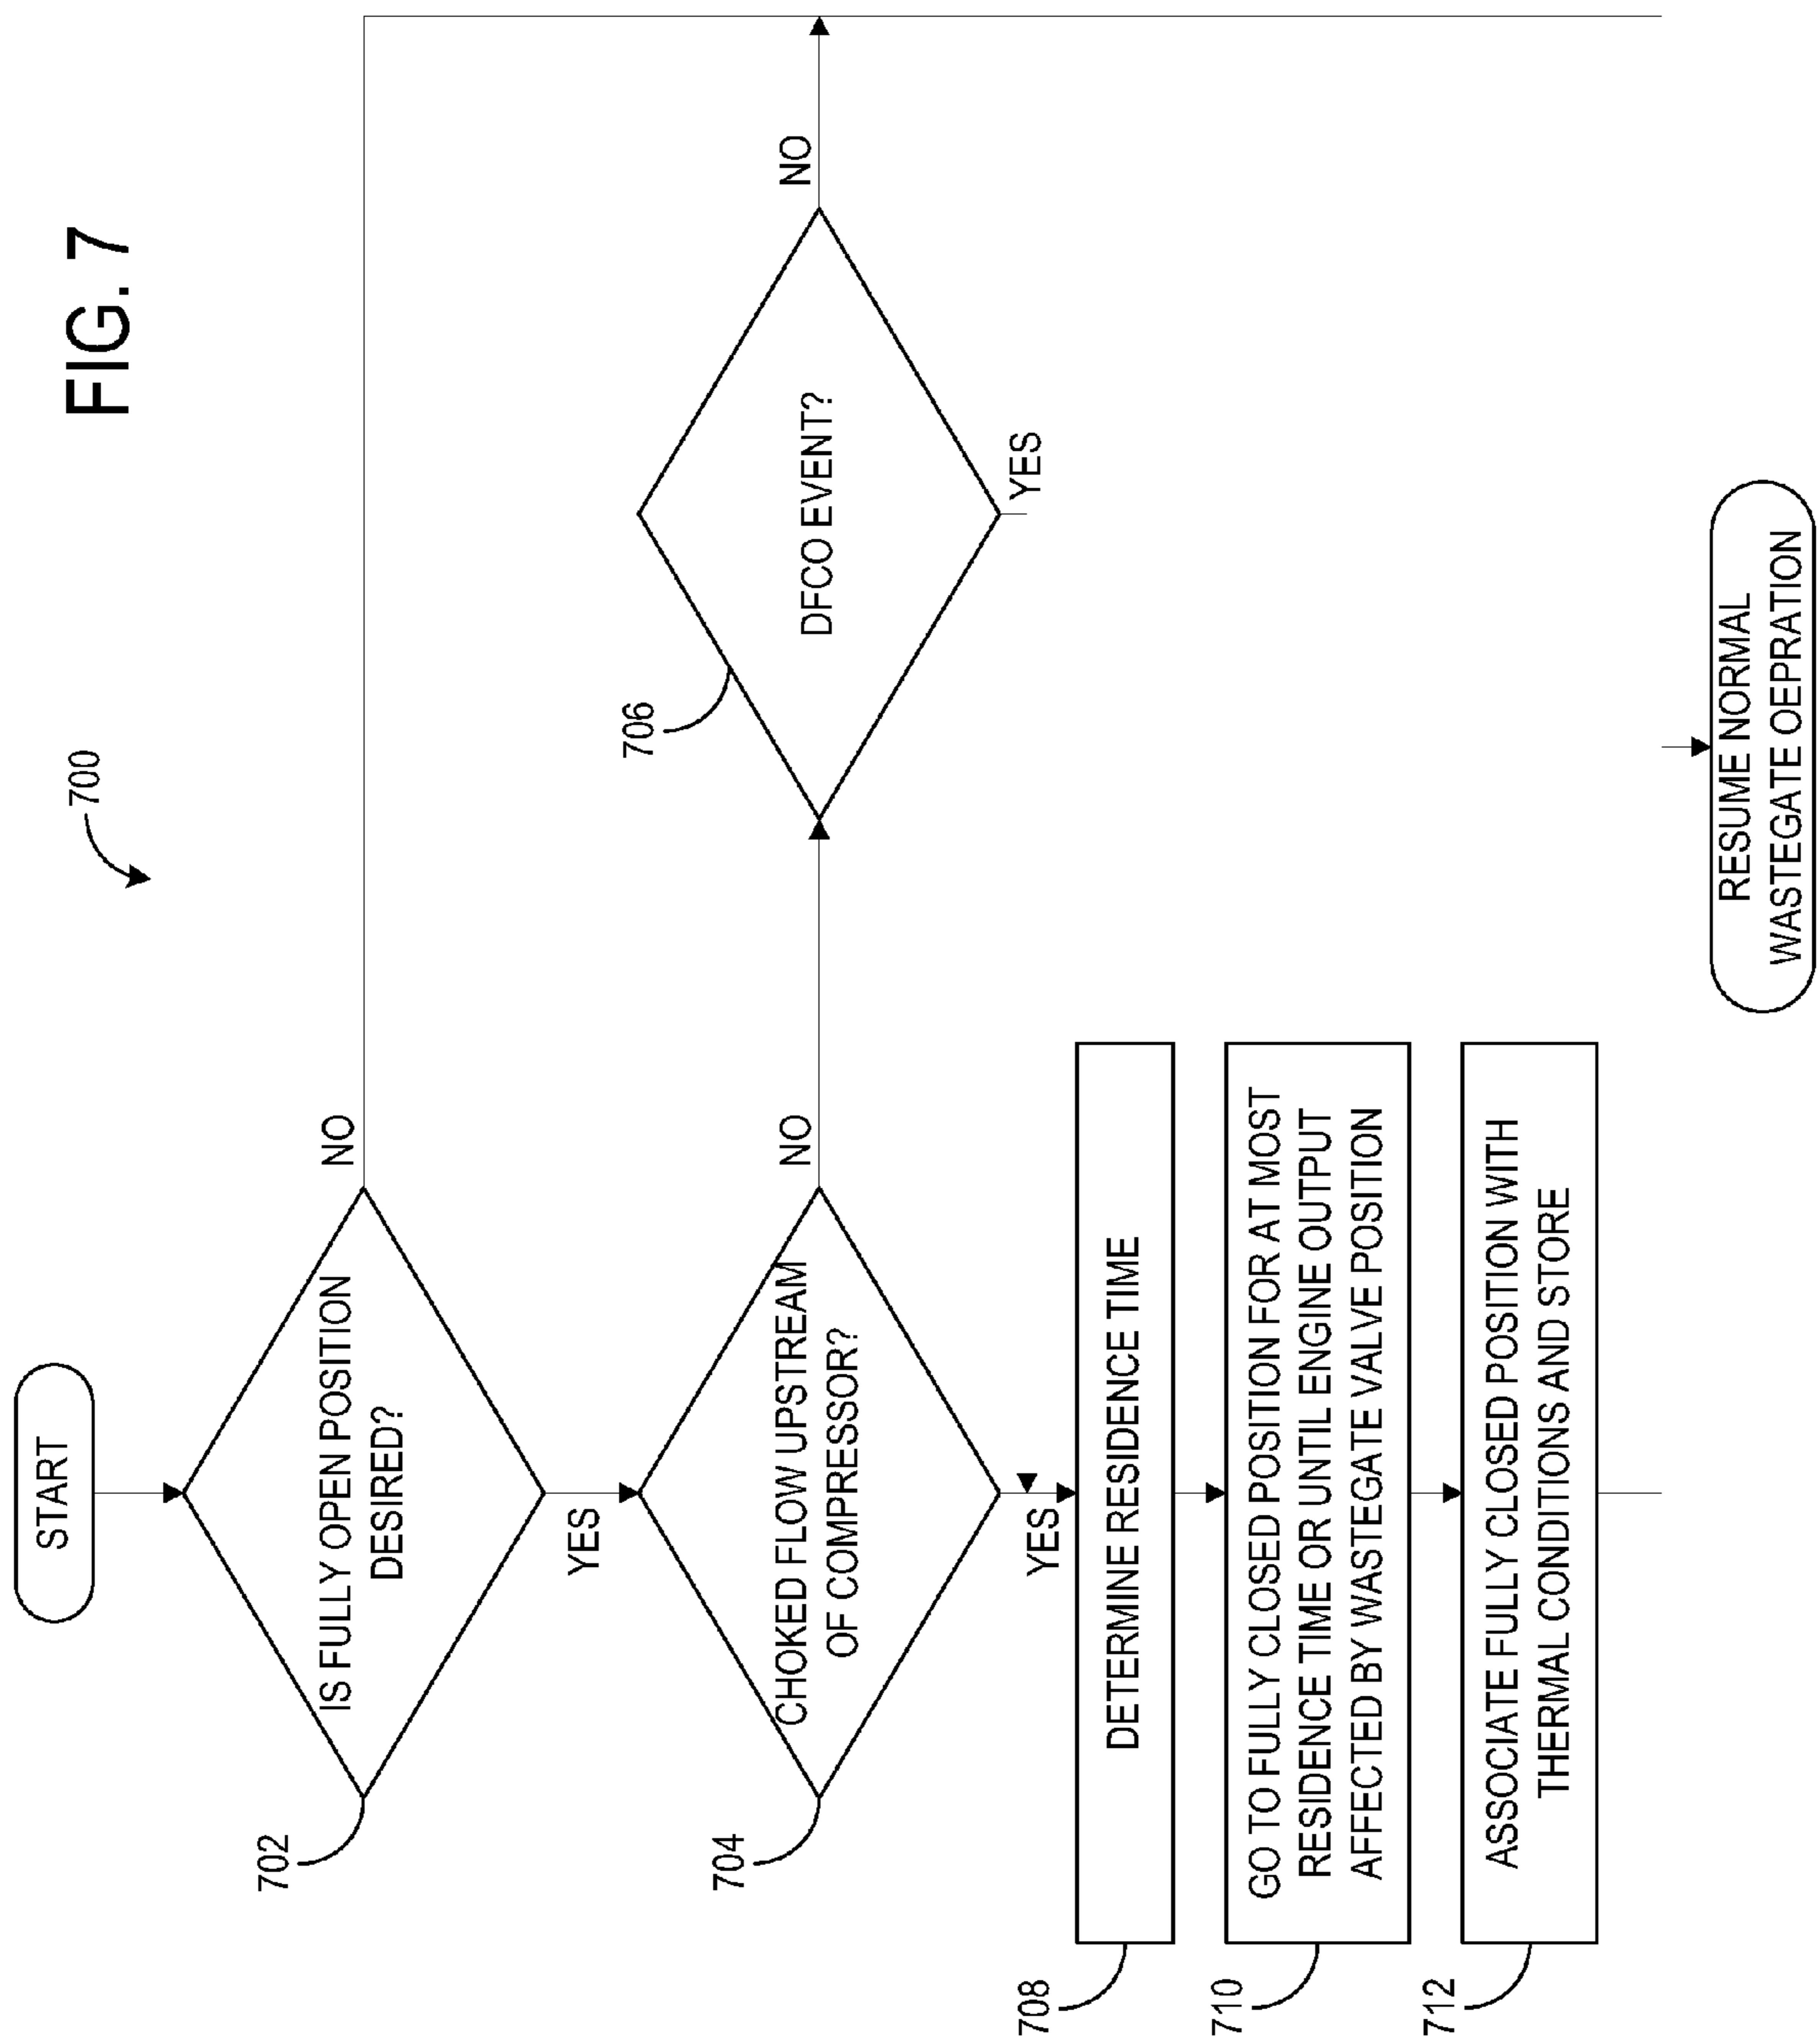 FIG. 7
700
START
IS FULLY OPEN POSITION
DESIRED?
702
NO
YES
CHOKED FLOW UPSTREAM
OF COMPRESSOR?
704
NO
YES
DFCO EVENT?
706
NO
YES
DETERMINE RESIDENCE TIME
708
GO TO FULLY CLOSED POSITION FOR AT MOST
RESIDENCE TIME OR UNTIL ENGINE OUTPUT
AFFECTED BY WASTEGATE VALVE POSITION
710
ASSOCIATE FULLY CLOSED POSITION WITH
THERMAL CONDITIONS AND STORE
712
RESUME NORMAL
WASTEGATE OEPRATION